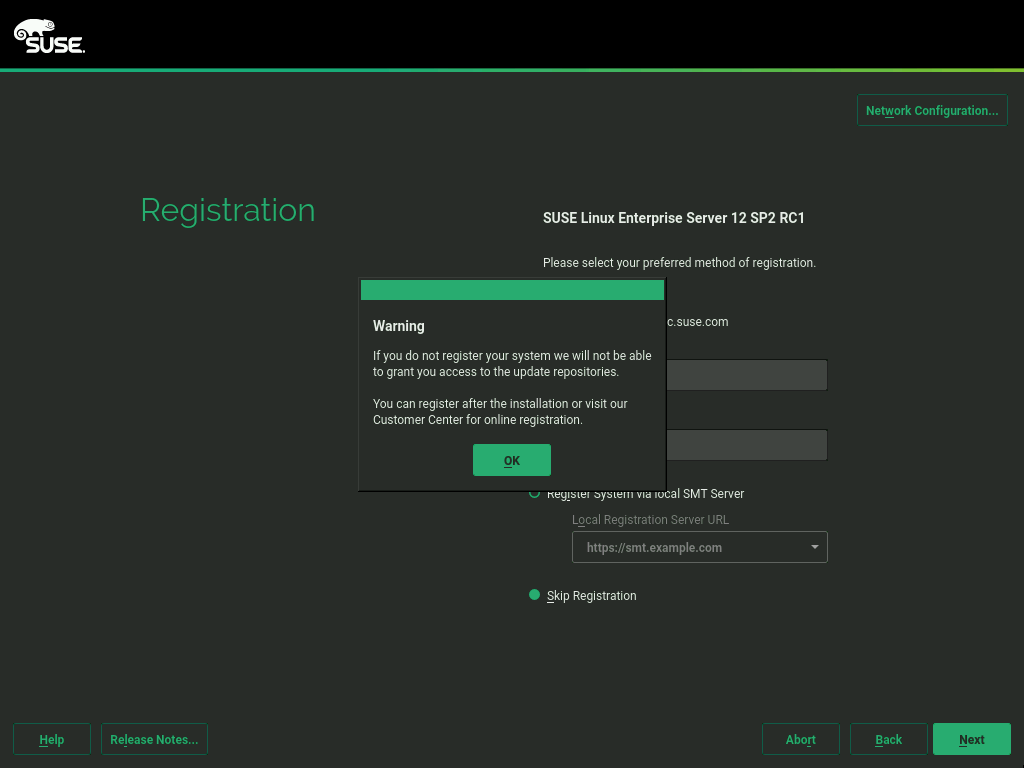 SUSE
Network Configuration...
Registration
SUSE Linux Enterprise Server 12 SP2 RC1
Please select your preferred method of registration.
c.suse.com
Warning
If you do not register your system we will not be able
to grant you access to the update repositories.
You can register after the installation or visit our
Customer Center for online registration.
OK
Register System via local SMT Server
Local Registration Server URL
https://smt.example.com
Skip Registration
Help
Release Notes...
Abort
Back
Next